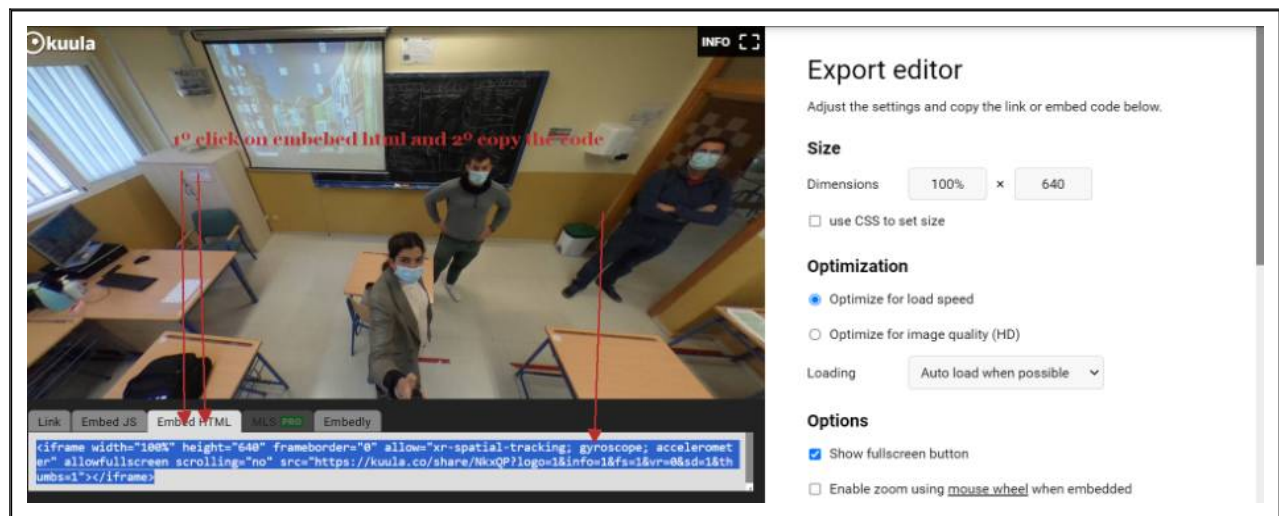 kuula
INFO
1º click on embebed html and 2º copy the code
Link
Embed JS
Embed HTML
MLS PRO
Embedly
<iframe width="100%" height="640" frameborder="0" allow="xr-spatial-tracking; gyroscope; acceleromet
er" allowfullscreen scrolling="no" src="https://kuula.co/share/NkxQP?logo=1&info=1&fs=1&vr=0&sd=1&th
umbs=1"></iframe>
Export editor
Adjust the settings and copy the link or embed code below.
Size
Dimensions 100% × 640
use CSS to set size
Optimization
Optimize for load speed
Optimize for image quality (HD)
Loading Auto load when possible
Options
Show fullscreen button
Enable zoom using mouse wheel when embedded